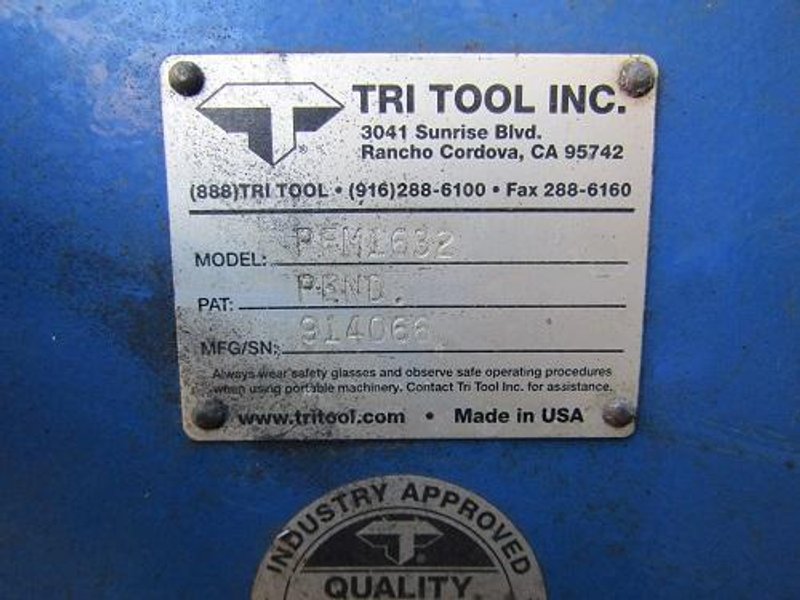 TRI TOOL INC.
3041 Sunrise Blvd.
Rancho Cordova, CA 95742
(888)TRI TOOL • (916)288-6100 • Fax 288-6160
MODEL: PFM1632
PAT: PEND.
MFG/SN: 914066
Always wear safety glasses and observe safe operating procedures
when using portable machinery. Contact Tri Tool Inc. for assistance.
www.tritool.com • Made in USA
INDUSTRY APPROVED
QUALITY